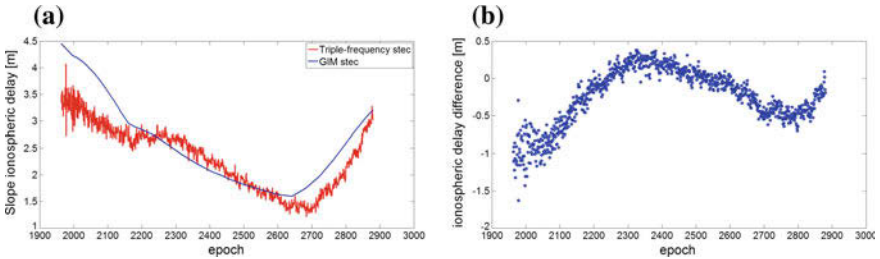 (a)
Slope ionospheric delay [m]
4.5
4
3.5
3
2.5
2
1.5
1
Triple-frequency stec
GIM stec
1900 2000 2100 2200 2300 2400 2500 2600 2700 2800 2900 3000
epoch
(b)
ionospheric delay difference [m]
0.5
0
-0.5
-1
-1.5
-2
1900 2000 2100 2200 2300 2400 2500 2600 2700 2800 2900 3000
epoch